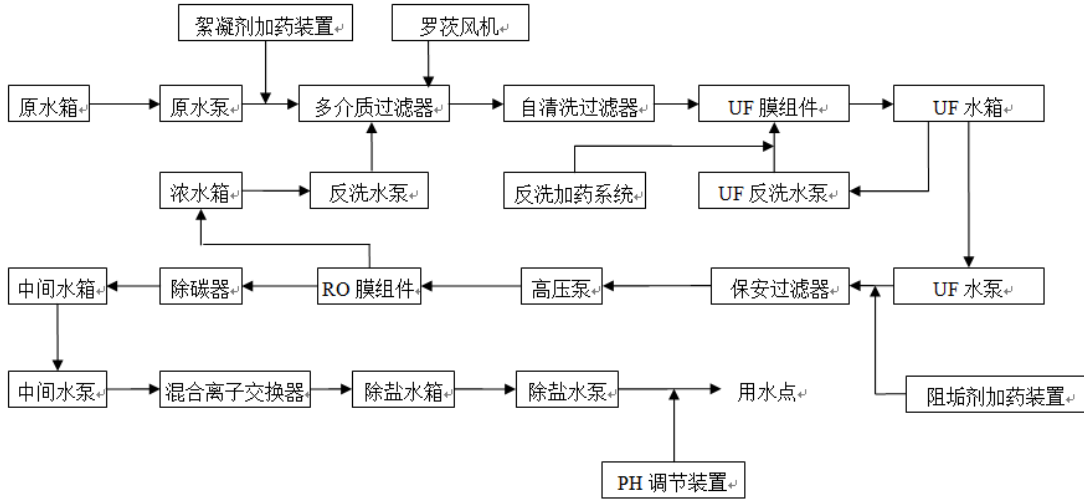 絮凝剂加药装置
罗茨风机
原水箱
原水泵
多介质过滤器
自清洗过滤器
UF 膜组件
UF 水箱
浓水箱
反洗水泵
反洗加药系统
UF 反洗水泵
中间水箱
除碳器
RO 膜组件
高压泵
保安过滤器
UF 水泵
中间水泵
混合离子交换器
除盐水箱
除盐水泵
用水点
阻垢剂加药装置
PH 调节装置